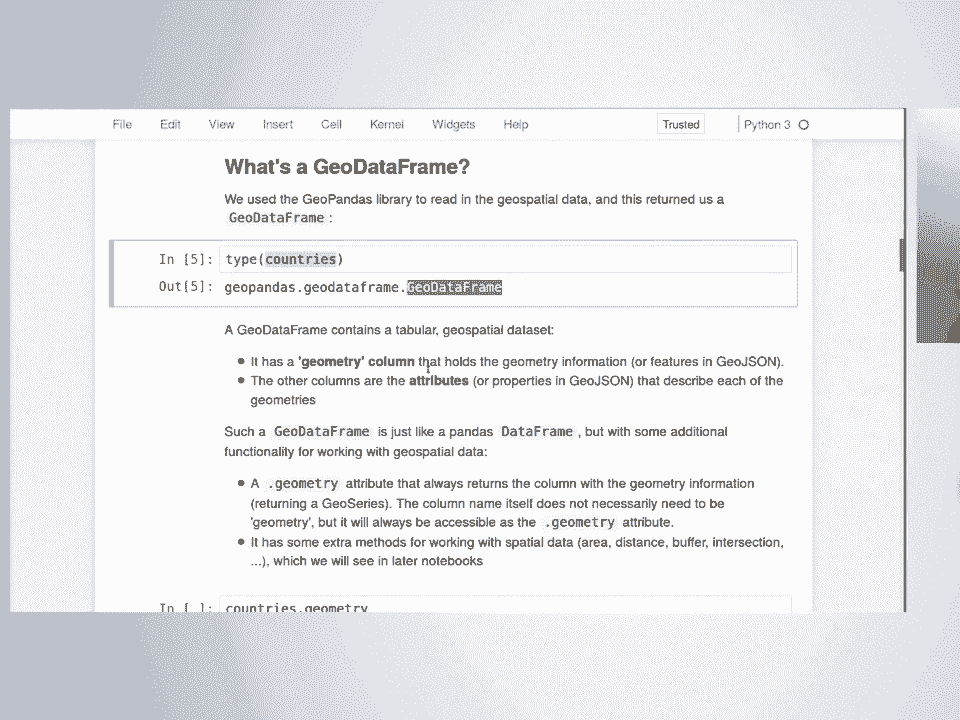 File Edit View Insert Cell Kernel Widgets Help Trusted Python 3
What's a GeoDataFrame?
We used the GeoPandas library to read in the geospatial data, and this returned us a
GeoDataFrame :
In [5]: type(countries)
Out[5]: geopandas.geodataframe.GeoDataFrame
A GeoDataFrame contains a tabular, geospatial dataset:
It has a 'geometry' column that holds the geometry information (or features in GeoJSON).
The other columns are the attributes (or properties in GeoJSON) that describe each of the
geometries
Such a GeoDataFrame is just like a pandas DataFrame , but with some additional
functionality for working with geospatial data:
A .geometry attribute that always returns the column with the geometry information
(returning a GeoSeries). The column name itself does not necessarily need to be
'geometry', but it will always be accessible as the .geometry attribute.
It has some extra methods for working with spatial data (area, distance, buffer, intersection,
...), which we will see in later notebooks
In [ ]: countries.geometry